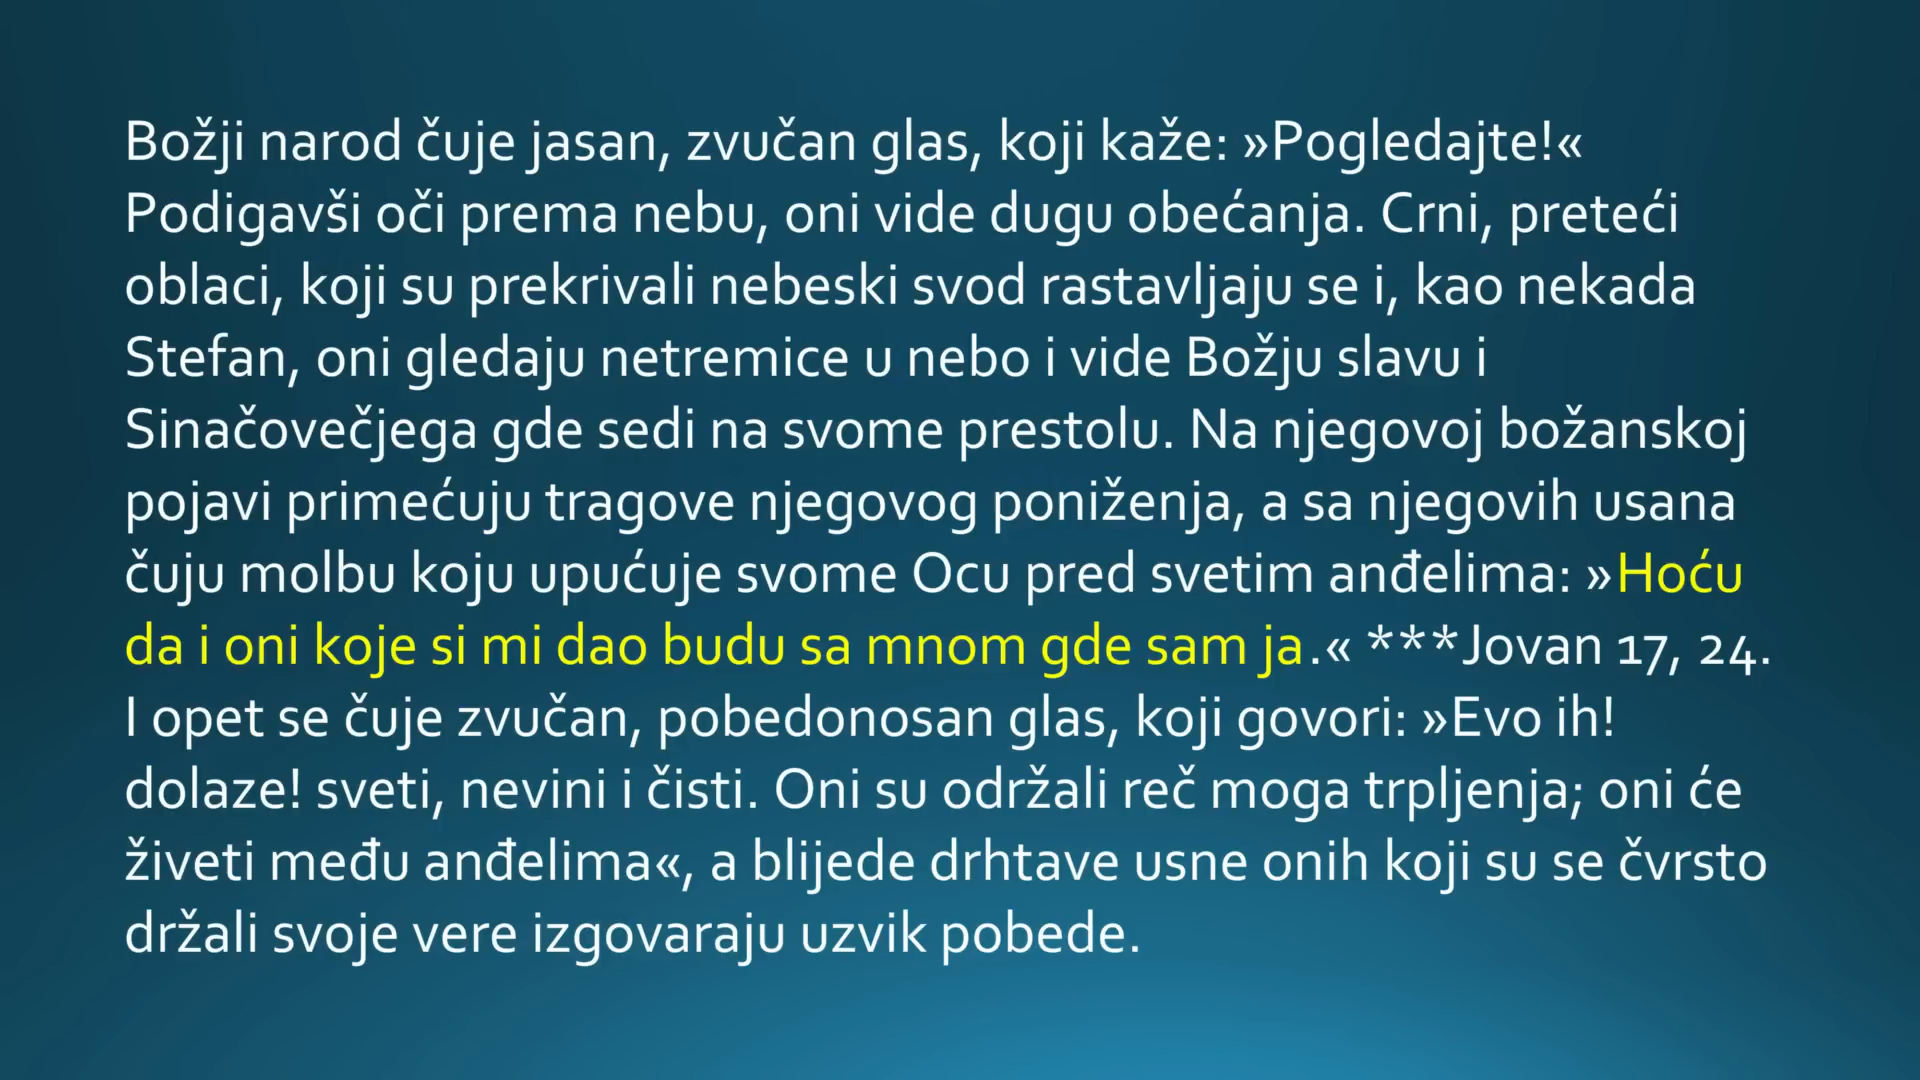 Božji narod čuje jasan, zvučan glas, koji kaže: »Pogledajte!«
Podigavši oči prema nebu, oni vide dugu obećanja. Crni, preteći
oblaci, koji su prekrivali nebeski svod rastavljaju se i, kao nekada
Stefan, oni gledaju netremice u nebo i vide Božju slavu i
Sinačovečjega gde sedi na svome prestolu. Na njegovoj božanskoj
pojavi primećuju tragove njegovog poniženja, a sa njegovih usana
čuju molbu koju upućuje svome Ocu pred svetim anđelima: »Hoću
da i oni koje si mi dao budu sa mnom gde sam ja.« ***Jovan 17, 24.
I opet se čuje zvučan, pobedonosan glas, koji govori: »Evo ih!
dolaze! sveti, nevini i čisti. Oni su održali reč moga trpljenja; oni će
živeti među anđelima«, a blijede drhtave usne onih koji su se čvrsto
držali svoje vere izgovaraju uzvik pobede.